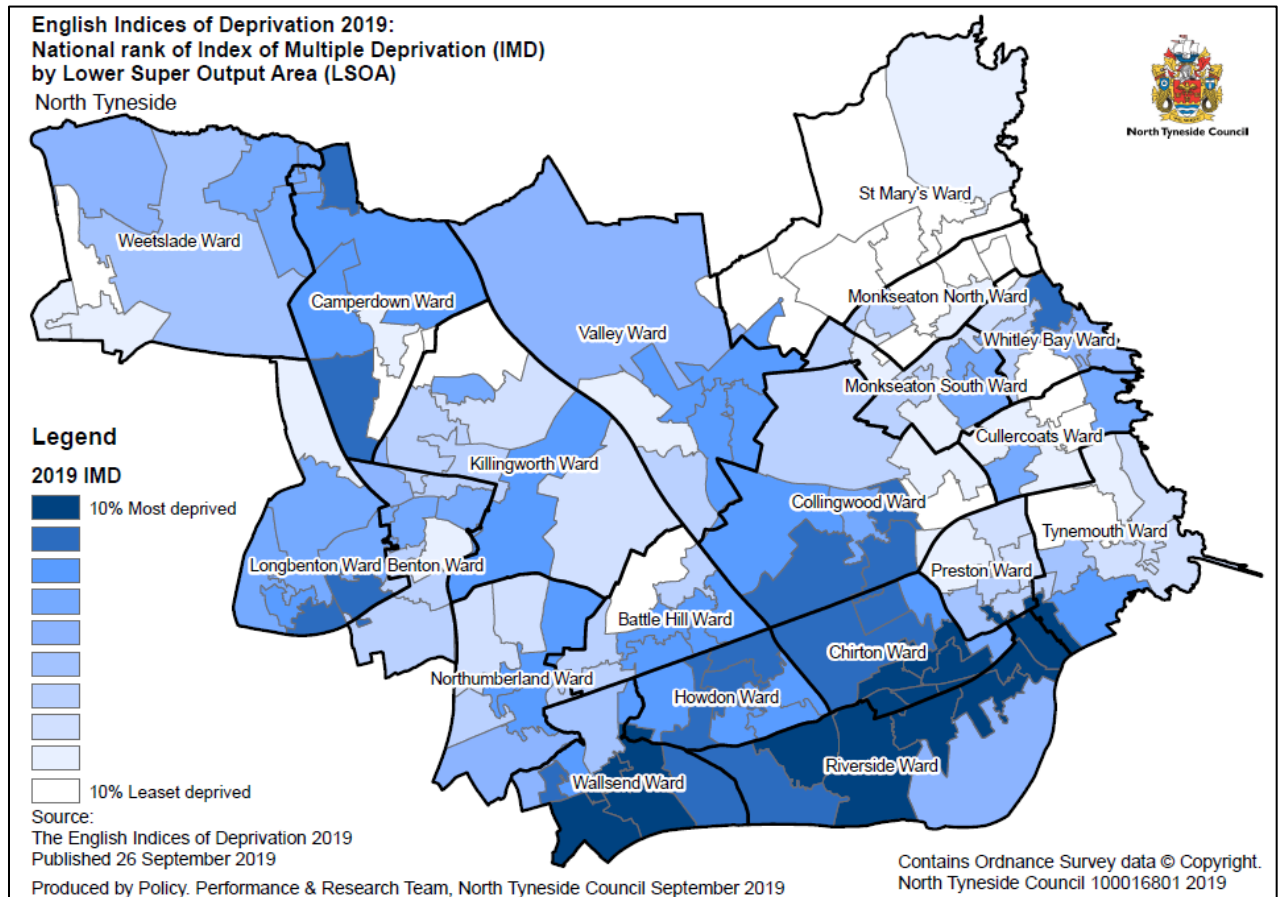 English Indices of Deprivation 2019:
National rank of Index of Multiple Deprivation (IMD)
by Lower Super Output Area (LSOA)
North Tyneside
North Tyneside Council
St Mary's Ward
Weetslade Ward
Camperdown Ward
Monkseaton North Ward
Valley Ward
Whitley Bay Ward
Monkseaton South Ward
Cullercoats Ward
Killingworth Ward
Collingwood Ward
Tynemouth Ward
Longbenton Ward
Benton Ward
Preston Ward
Battle Hill Ward
Chirton Ward
Northumberland Ward
Howdon Ward
Riverside Ward
Wallsend Ward
Legend
2019 IMD
10% Most deprived
10% Leaset deprived
Source:
The English Indices of Deprivation 2019
Published 26 September 2019
Produced by Policy. Performance & Research Team, North Tyneside Council September 2019
Contains Ordnance Survey data © Copyright.
North Tyneside Council 100016801 2019